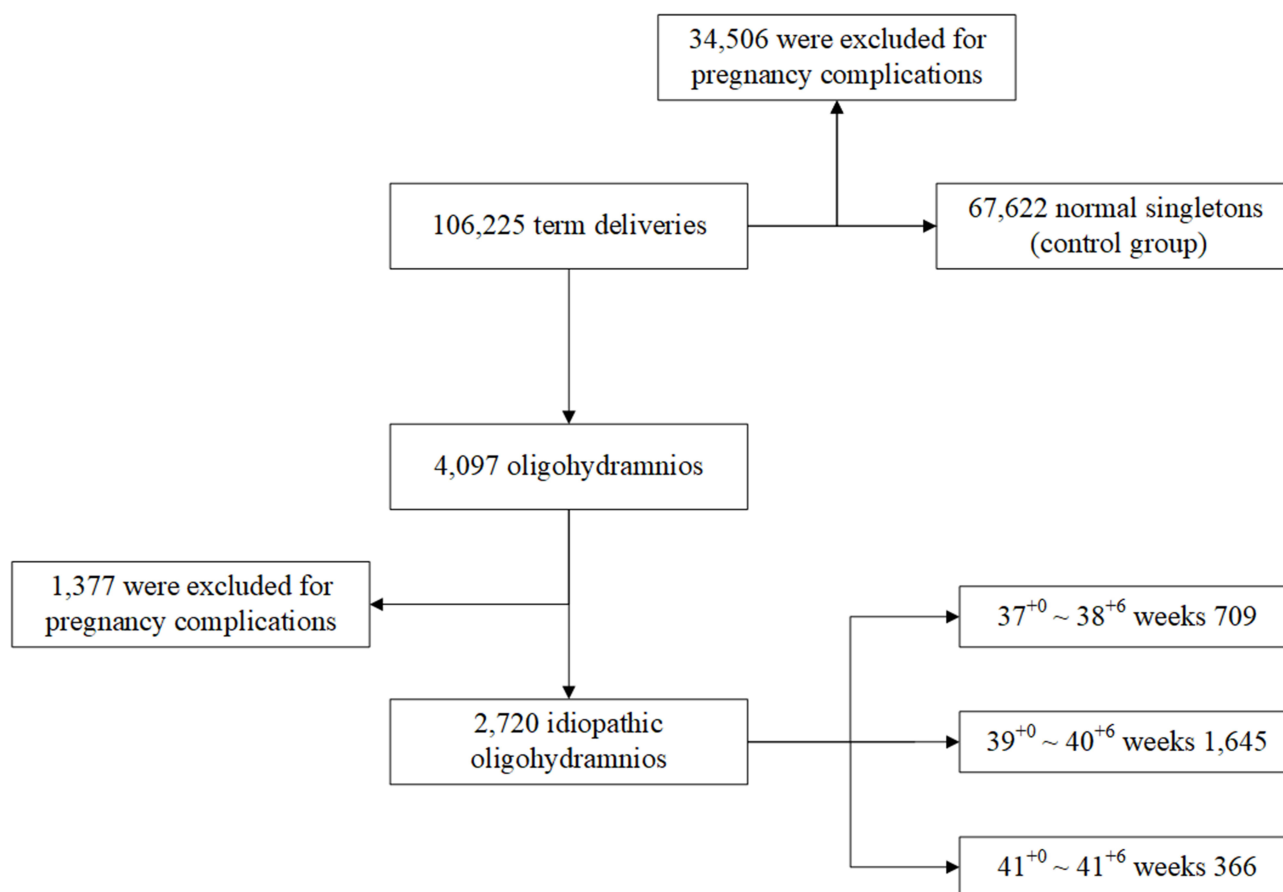 34,506 were excluded for
pregnancy complications
106,225 term deliveries
67,622 normal singletons
(control group)
4,097 oligohydramnios
1,377 were excluded for
pregnancy complications
37⁺⁰ ~ 38⁺⁶ weeks 709
2,720 idiopathic
oligohydramnios
39⁺⁰ ~ 40⁺⁶ weeks 1,645
41⁺⁰ ~ 41⁺⁶ weeks 366